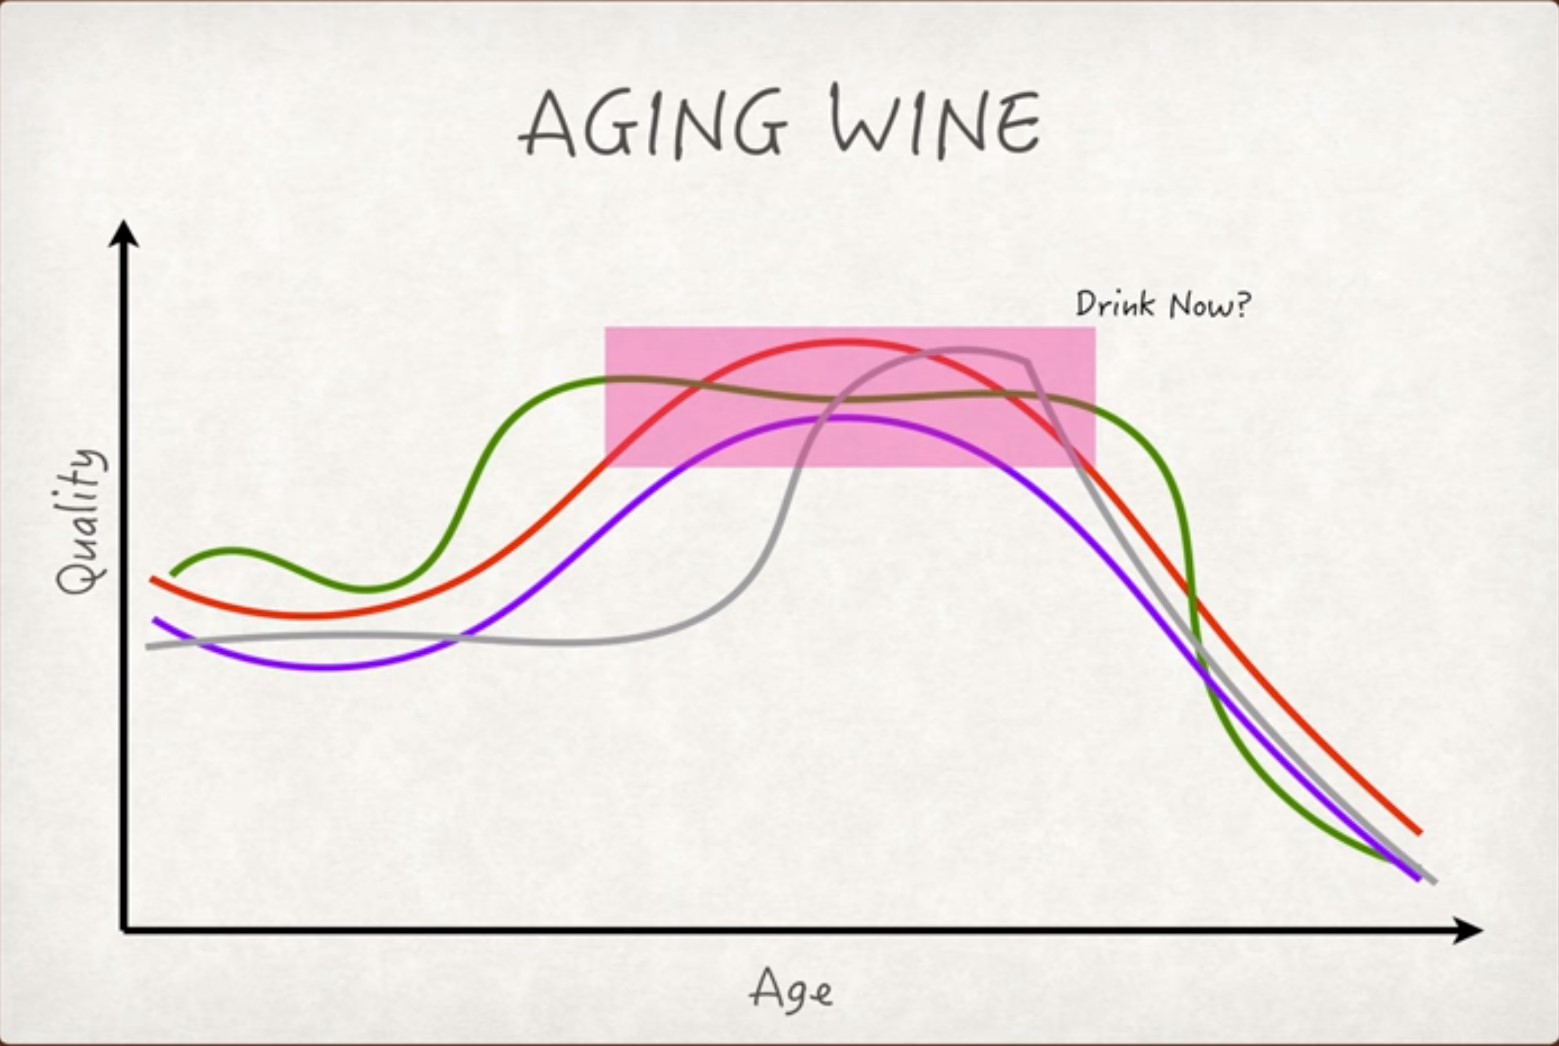 AGING WINE
Drink Now?
Quality
Age